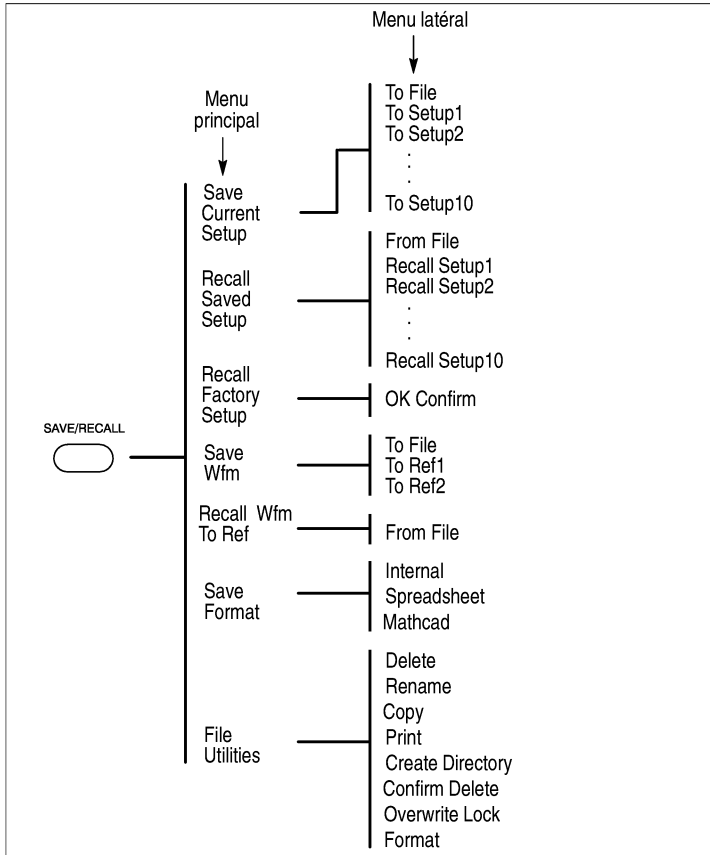 Menu latéral
Menu
principal
SAVE/RECALL
Save
Current
Setup
To File
To Setup1
To Setup2
.
.
.
To Setup10
Recall
Saved
Setup
From File
Recall Setup1
Recall Setup2
.
.
.
Recall Setup10
Recall
Factory
Setup
OK Confirm
Save
Wfm
To File
To Ref1
To Ref2
Recall Wfm
To Ref
From File
Save
Format
Internal
Spreadsheet
Mathcad
File
Utilities
Delete
Rename
Copy
Print
Create Directory
Confirm Delete
Overwrite Lock
Format